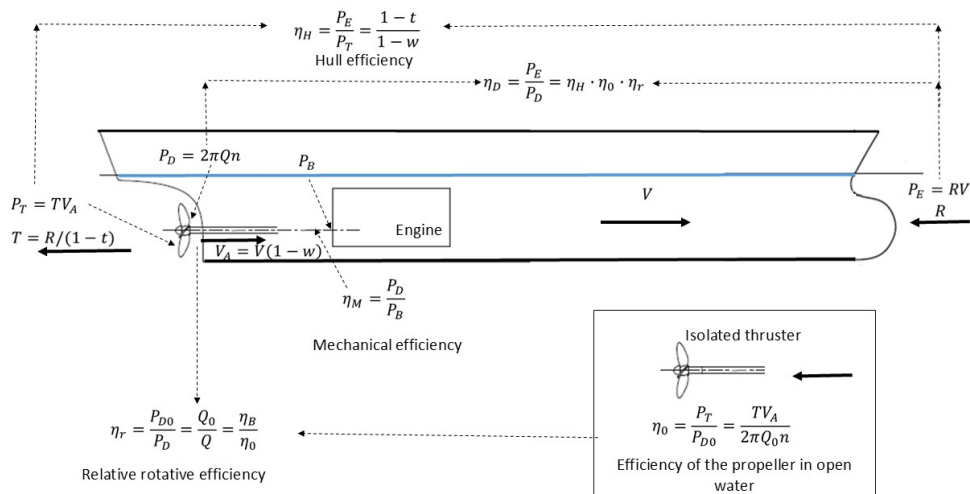 η_H = P_E/P_T = (1 − t)/(1 − w)
Hull efficiency
η_D = P_E/P_D = η_H · η_0 · η_r
P_D = 2πQn
P_B
P_T = TV_A
T = R/(1 − t)
V
P_E = RV
R
Engine
V_A = V(1 − w)
η_M = P_D/P_B
Mechanical efficiency
Isolated thruster
η_0 = P_T/P_D0 = TV_A/2πQ_0n
Efficiency of the propeller in open
water
η_r = P_D0/P_D = Q_0/Q = η_B/η_0
Relative rotative efficiency